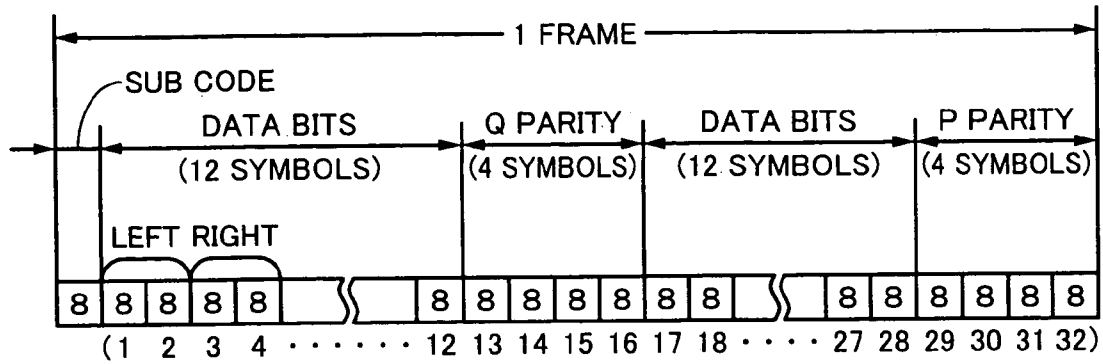 1 FRAME
SUB CODE
DATA BITS Q PARITY DATA BITS P PARITY
(12 SYMBOLS) (4 SYMBOLS) (12 SYMBOLS) (4 SYMBOLS)
LEFT RIGHT
8 8 8 8 8 8 8 8 8 8 8 8 8 8 8 8 8 8
(1 2 3 4 · · · · · · 12 13 14 15 16 17 18 · · · · 27 28 29 30 31 32)